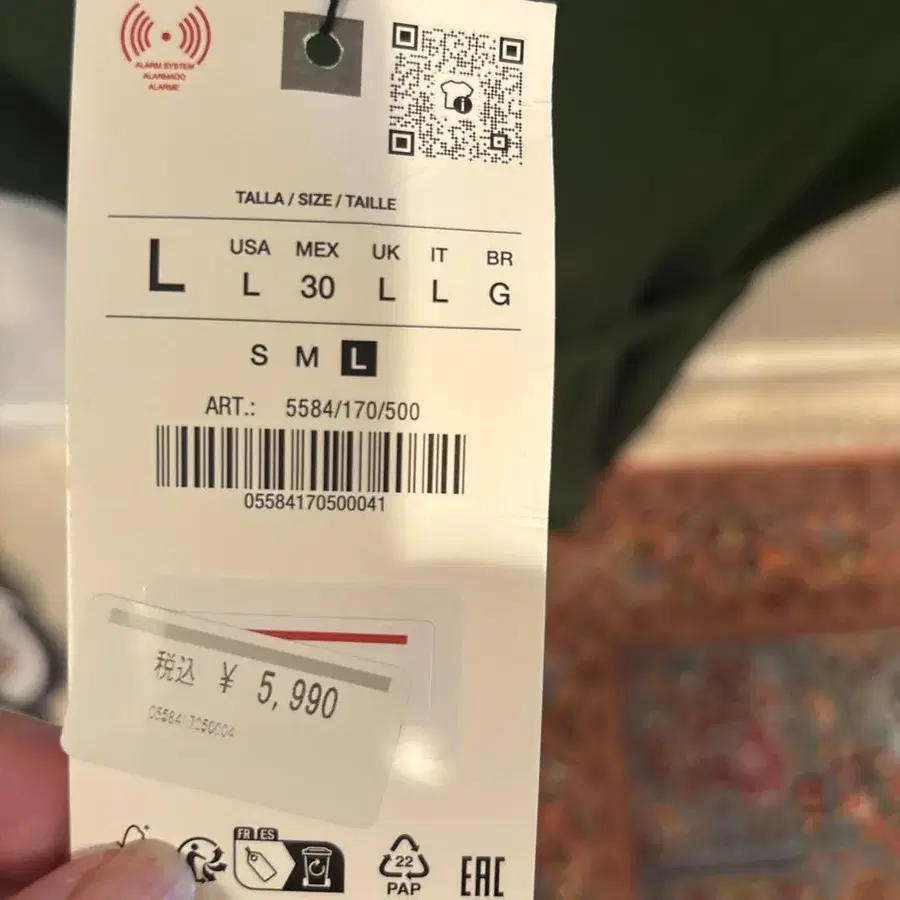 ALARM SYSTEM
ALARMADO
ALARME
TALLA / SIZE / TAILLE
L
USA MEX UK IT BR
L 30 L L G
S M L
ART.: 5584/170/500
05584170500041
税込 ¥ 5,990
FR ES
22
PAP
EAC